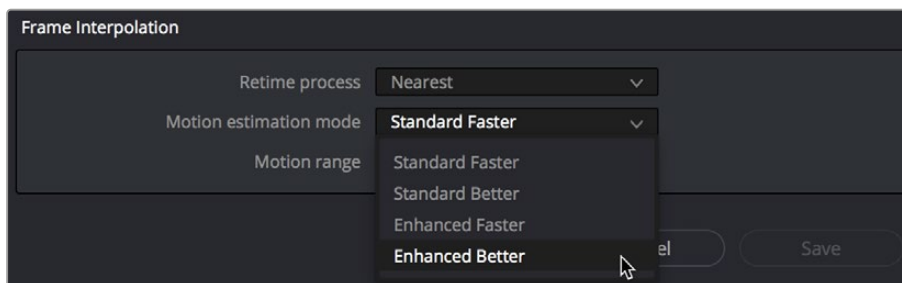 Frame Interpolation
Retime process Nearest
Motion estimation mode Standard Faster
Motion range Standard Faster
Standard Better
Enhanced Faster
Enhanced Better
Save